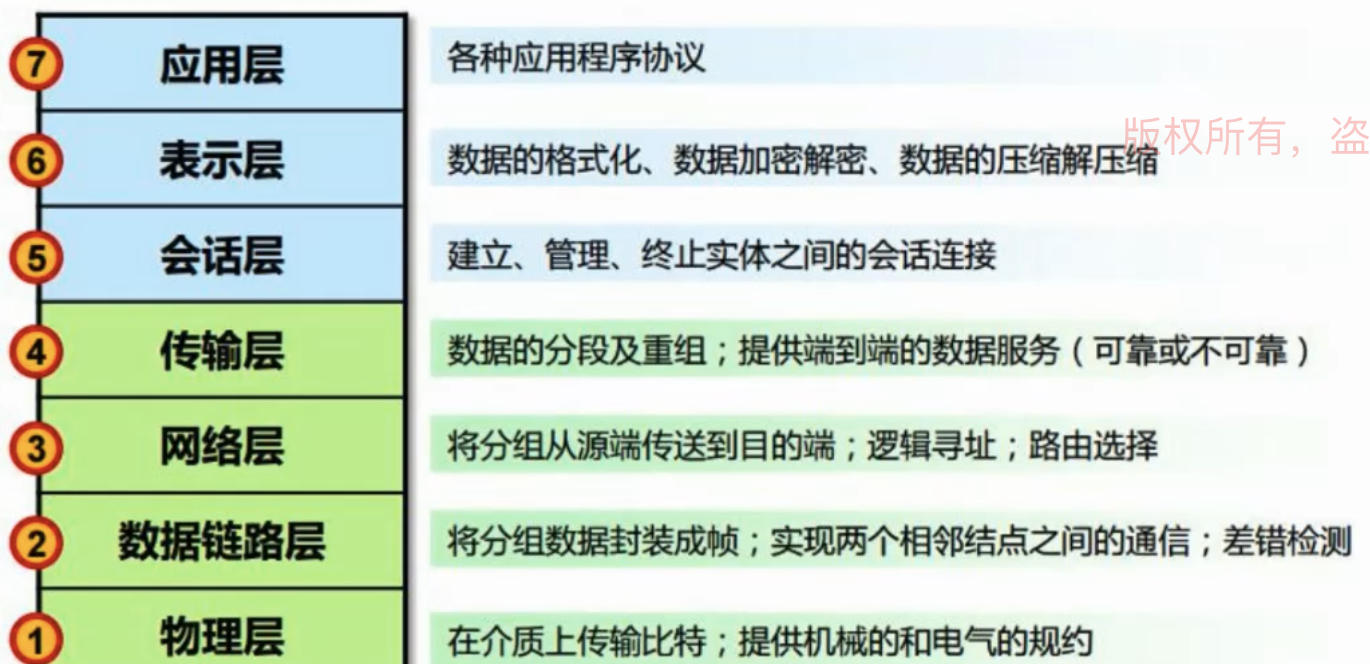 7 应用层 各种应用程序协议
版权所有，盗
6 表示层 数据的格式化、数据加密解密、数据的压缩解压缩
5 会话层 建立、管理、终止实体之间的会话连接
4 传输层 数据的分段及重组；提供端到端的数据服务（可靠或不可靠）
3 网络层 将分组从源端传送到目的端；逻辑寻址；路由选择
2 数据链路层 将分组数据封装成帧；实现两个相邻结点之间的通信；差错检测
1 物理层 在介质上传输比特；提供机械的和电气的规约